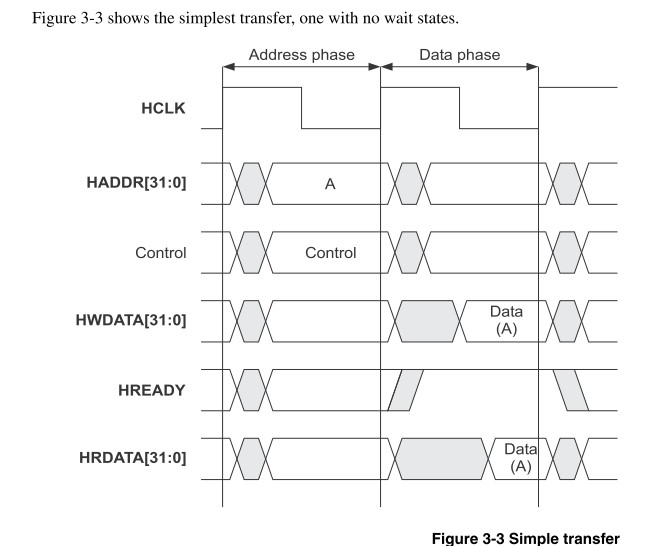 Figure 3-3 shows the simplest transfer, one with no wait states.
Address phase Data phase
HCLK
HADDR[31:0] A
Control Control
HWDATA[31:0] Data
(A)
HREADY
HRDATA[31:0] Data
(A)
Figure 3-3 Simple transfer